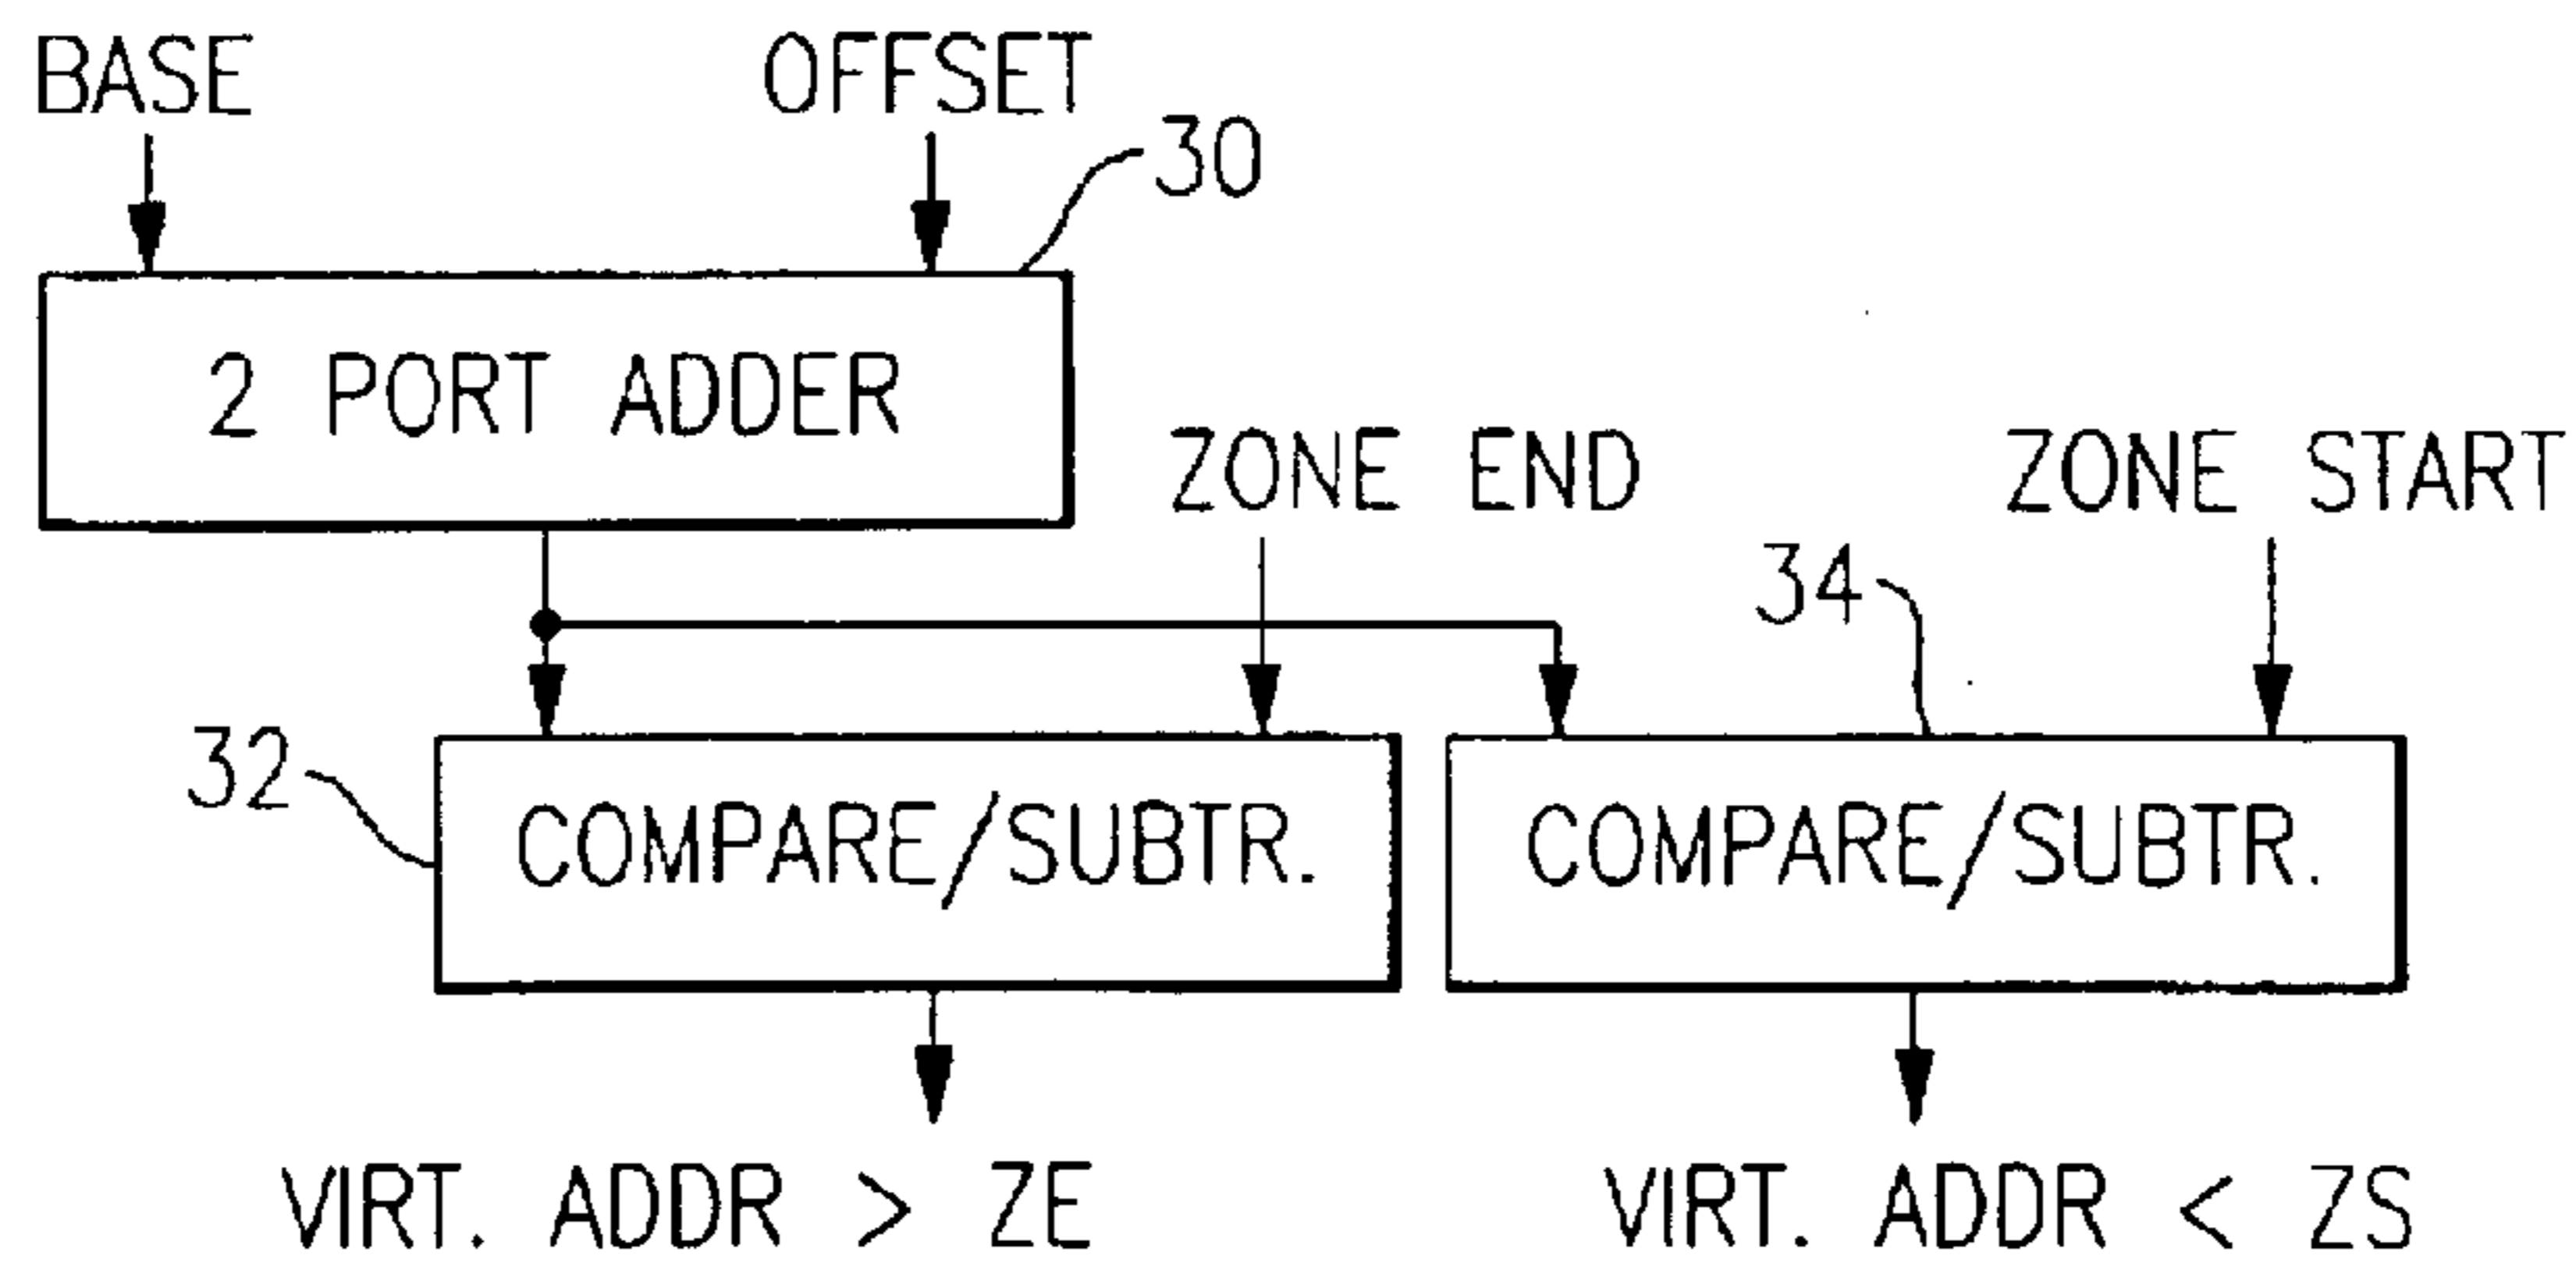 BASE
OFFSET
30
2 PORT ADDER
ZONE END
ZONE START
34
32
COMPARE/SUBTR.
COMPARE/SUBTR.
VIRT. ADDR > ZE
VIRT. ADDR < ZS